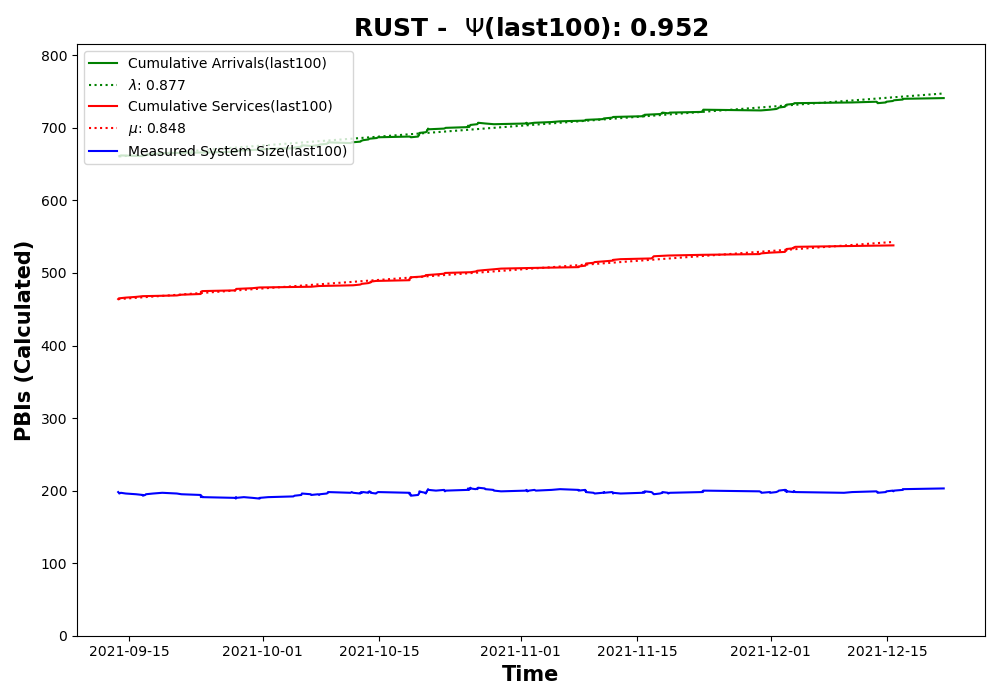 RUST - Ψ(last100): 0.952
Cumulative Arrivals(last100)
λ: 0.877
Cumulative Services(last100)
μ: 0.848
Measured System Size(last100)
PBIs (Calculated)
800
700
600
500
400
300
200
100
0
2021-09-15 2021-10-01 2021-10-15 2021-11-01 2021-11-15 2021-12-01 2021-12-15
Time